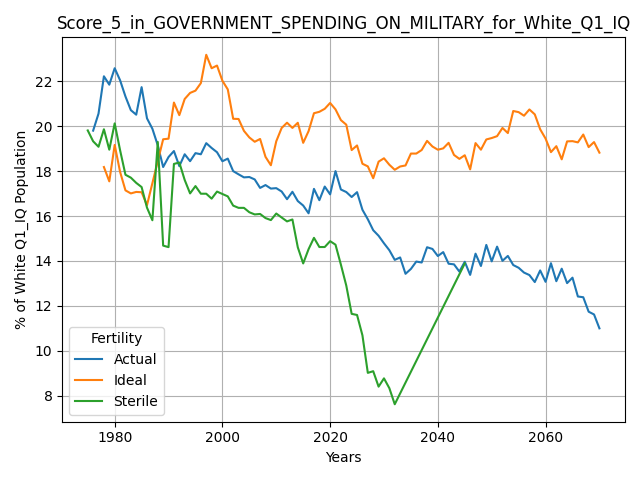 Score_5_in_GOVERNMENT_SPENDING_ON_MILITARY_for_White_Q1_IQ
% of White Q1_IQ Population
22
20
18
16
14
12
10
8
Fertility
Actual
Ideal
Sterile
1980
2000
2020
2040
2060
Years